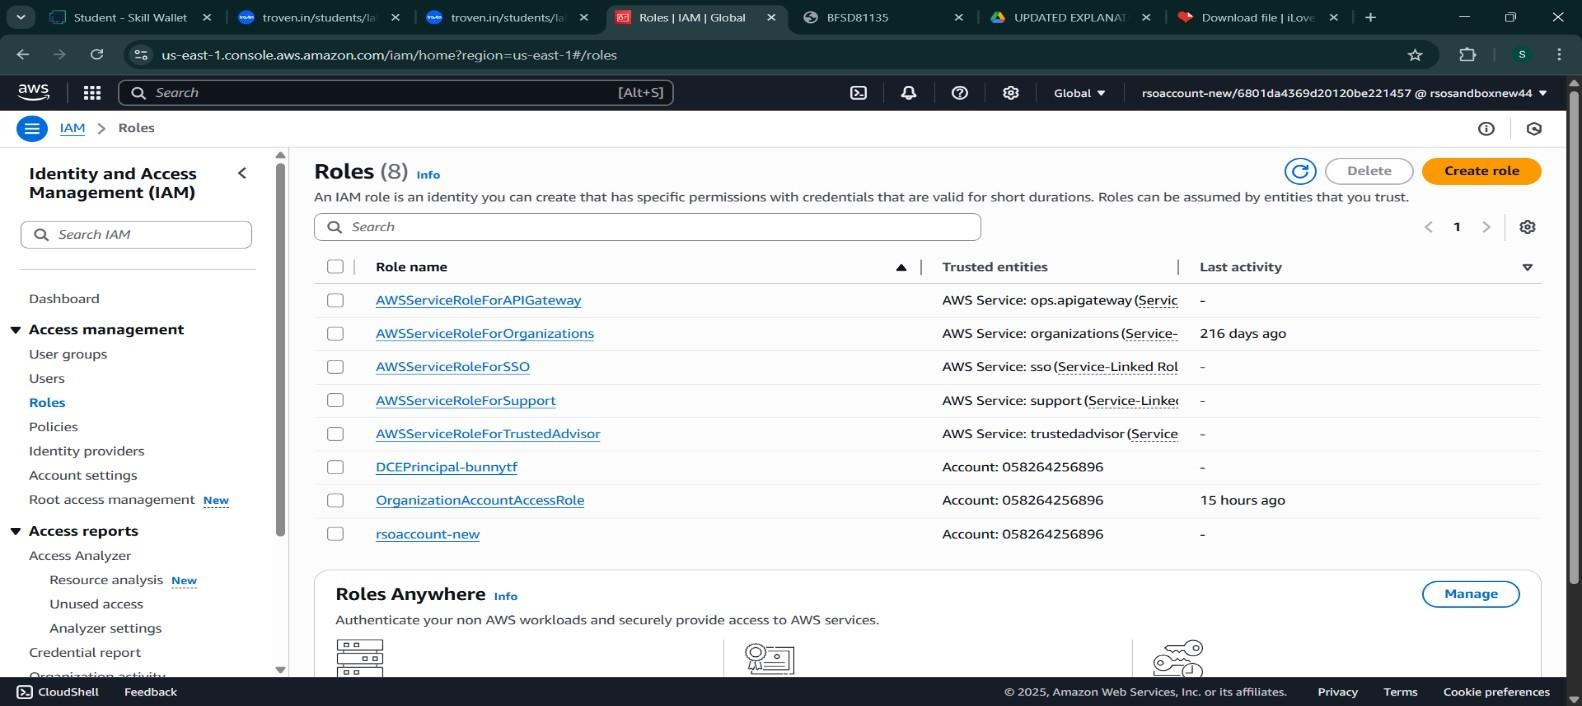 Student - Skill Wallet
troven.in/students/la
troven.in/students/la
Roles | IAM | Global
BFSD81135
UPDATED EXPLANAT
Download file | iLove
us-east-1.console.aws.amazon.com/iam/home?region=us-east-1#/roles
S
aws
Search
[Alt+S]
Global
rsoaccount-new/6801da4369d20120be221457 @ rsosandboxnew44
IAM > Roles
Identity and Access
Management (IAM)
Search IAM
Dashboard
Access management
User groups
Users
Roles
Policies
Identity providers
Account settings
Root access management New
Access reports
Access Analyzer
Resource analysis New
Unused access
Analyzer settings
Credential report
Organization activity
Roles (8) Info
Delete
Create role
An IAM role is an identity you can create that has specific permissions with credentials that are valid for short durations. Roles can be assumed by entities that you trust.
Search
1
Role name Trusted entities Last activity
AWSServiceRoleForAPIGateway AWS Service: ops.apigateway (Servic -
AWSServiceRoleForOrganizations AWS Service: organizations (Service- 216 days ago
AWSServiceRoleForSSO AWS Service: sso (Service-Linked Rol -
AWSServiceRoleForSupport AWS Service: support (Service-Linked -
AWSServiceRoleForTrustedAdvisor AWS Service: trustedadvisor (Service -
DCEPrincipal-bunnytf Account: 058264256896 -
OrganizationAccountAccessRole Account: 058264256896 15 hours ago
rsoaccount-new Account: 058264256896 -
Roles Anywhere Info
Manage
Authenticate your non AWS workloads and securely provide access to AWS services.
CloudShell Feedback
© 2025, Amazon Web Services, Inc. or its affiliates. Privacy Terms Cookie preferences